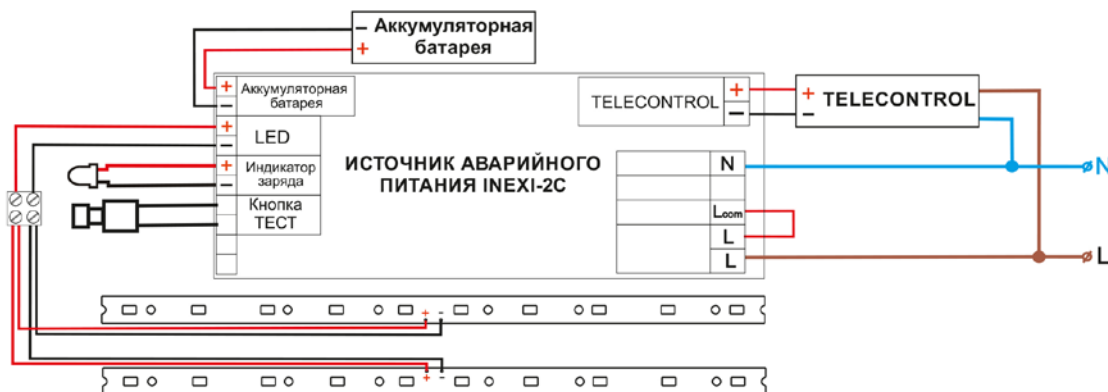 – Аккумуляторная
+ батарея
+ Аккумуляторная
– батарея
+ LED
–
+ Индикатор
– заряда
Кнопка
ТЕСТ
ИСТОЧНИК АВАРИЙНОГО
ПИТАНИЯ INEXI-2C
TELECONTROL +
–
+ TELECONTROL
–
N
Lcom
L
L
N
L
+ -
+ -